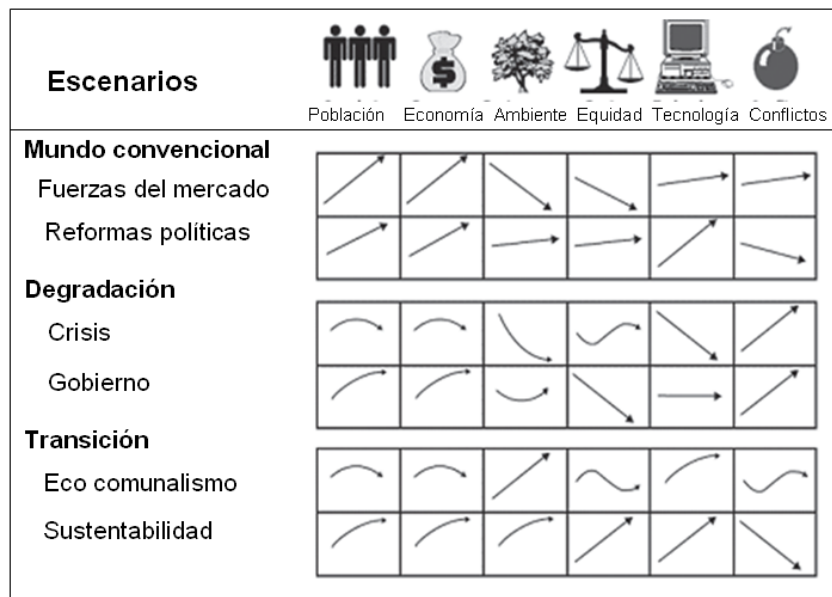 Escenarios
Población Economía Ambiente Equidad Tecnología Conflictos
Mundo convencional
Fuerzas del mercado
Reformas políticas
Degradación
Crisis
Gobierno
Transición
Eco comunalismo
Sustentabilidad